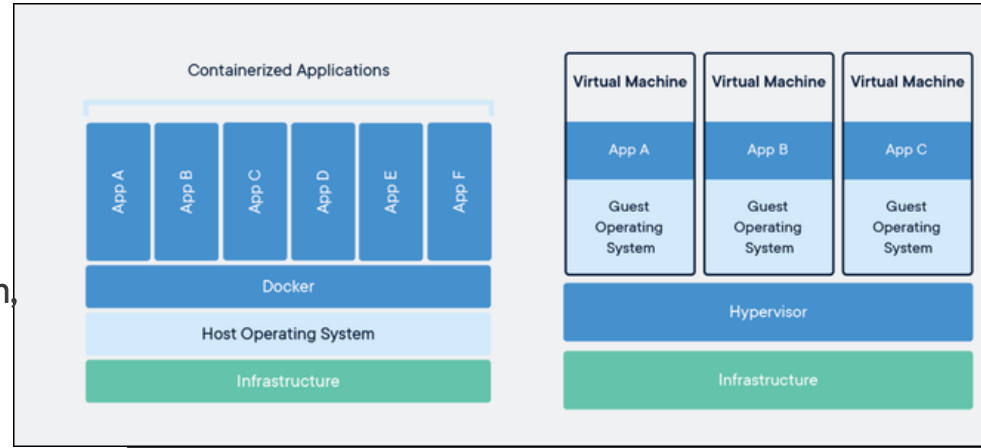 Containerized Applications
App A
App B
App C
App D
App E
App F
Docker
Host Operating System
Infrastructure
Virtual Machine
App A
Guest
Operating
System
Virtual Machine
App B
Guest
Operating
System
Virtual Machine
App C
Guest
Operating
System
Hypervisor
Infrastructure